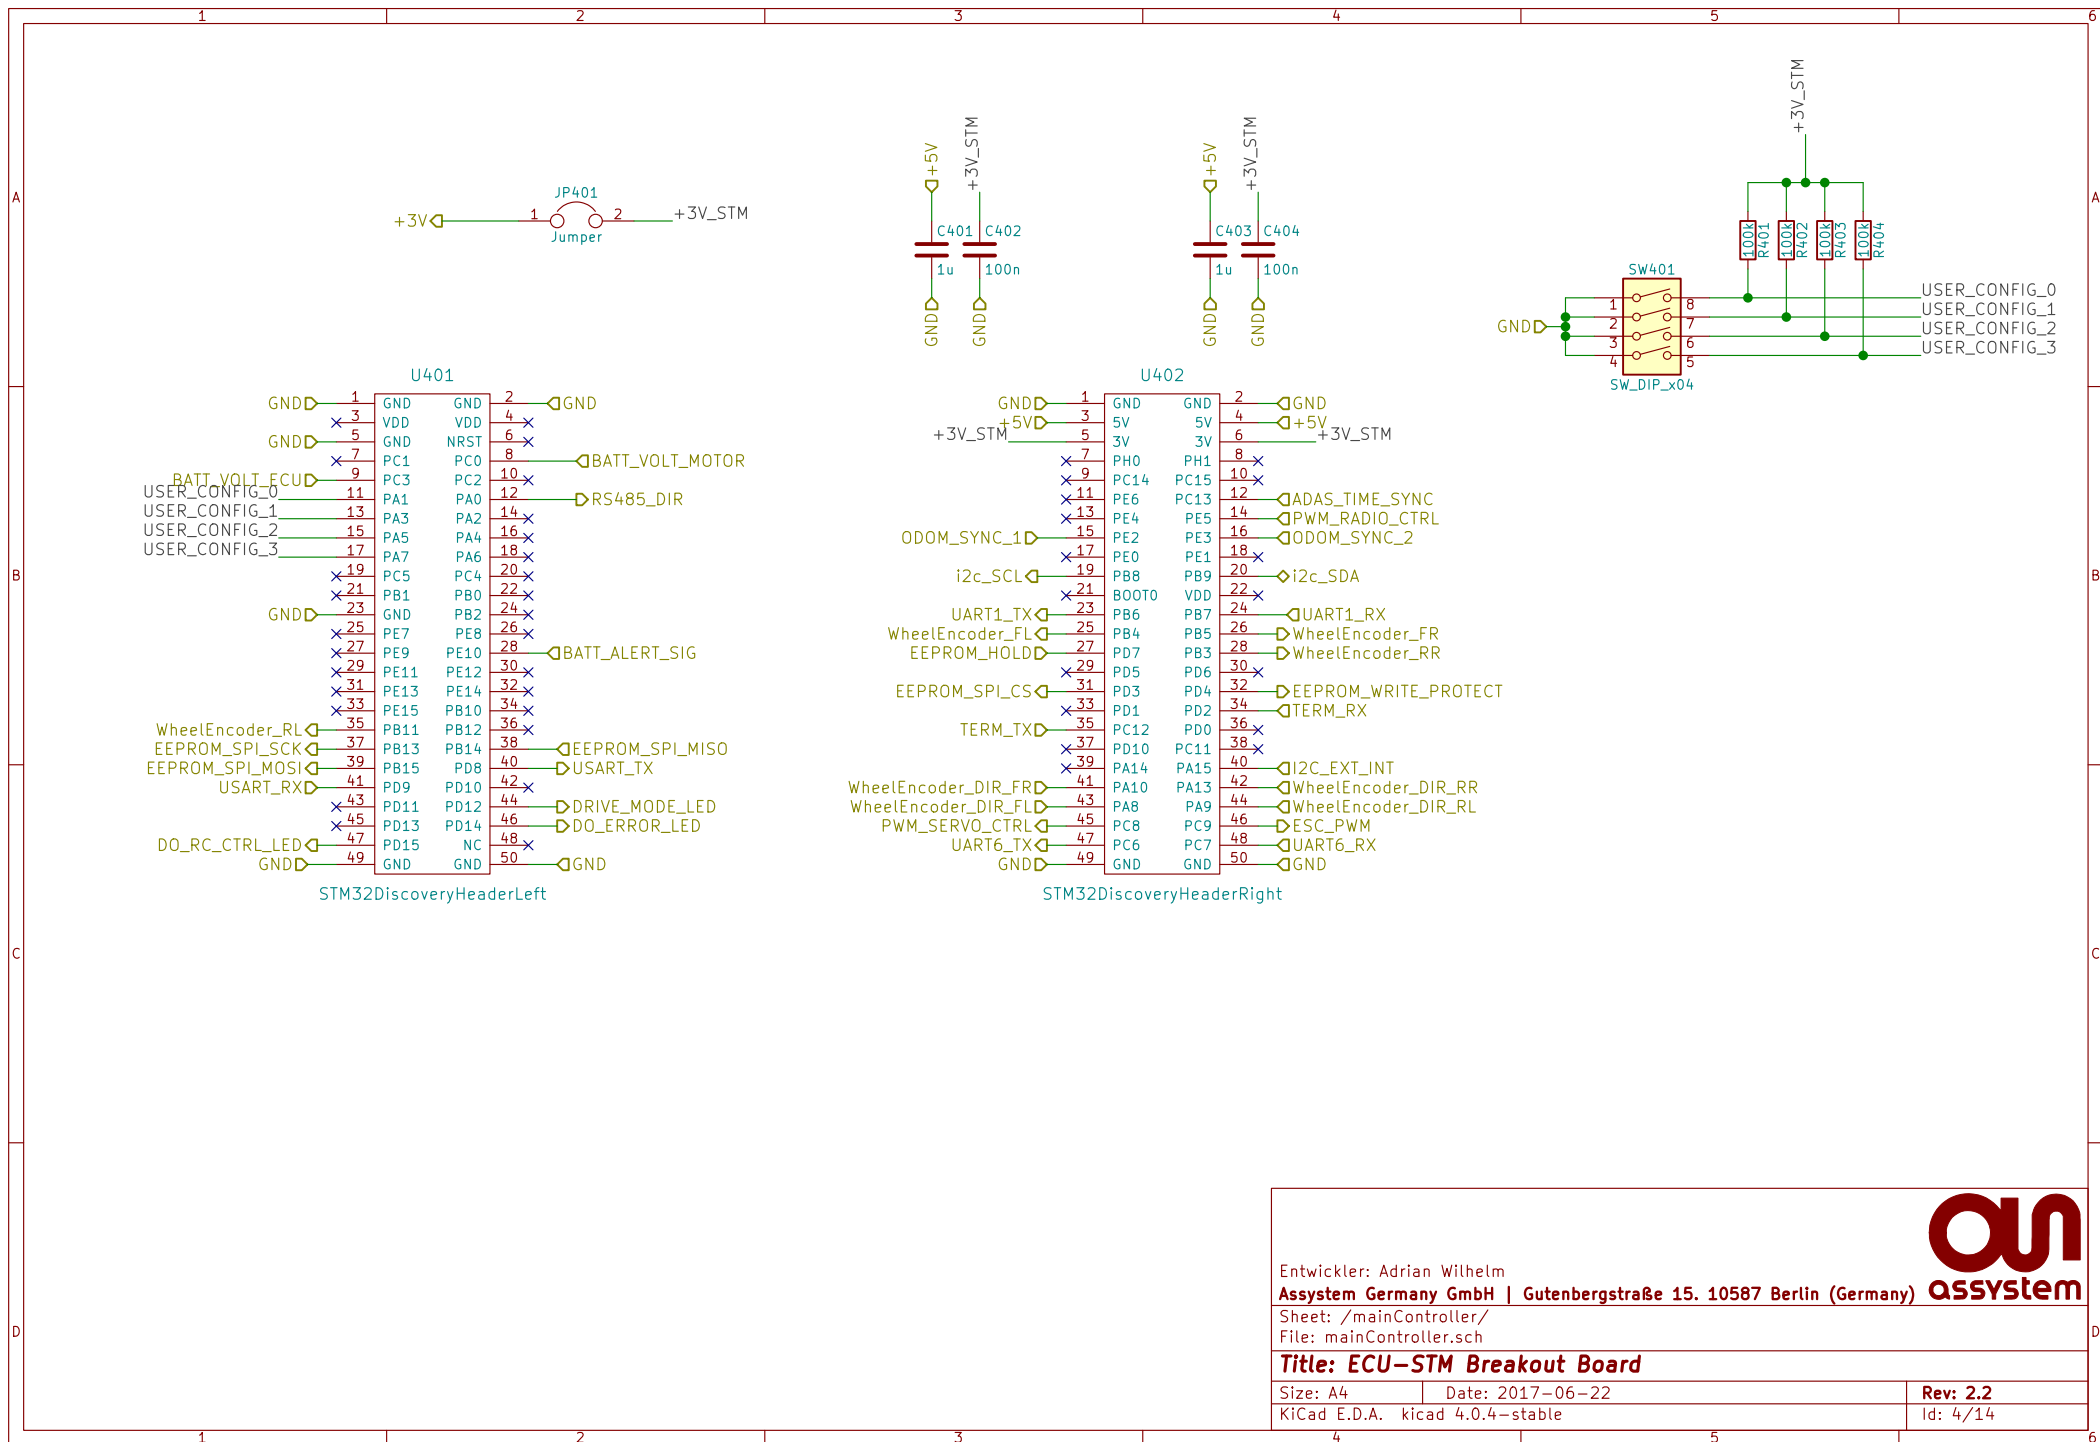 1 2 3 4 5 6
A A
B B
C C
D D
+3V
JP401
1 2
Jumper
+3V_STM
+5V
+3V_STM
C401
1u
C402
100n
GND
GND
+5V
+3V_STM
C403
1u
C404
100n
GND
GND
+3V_STM
100k R401
100k R402
100k R403
100k R404
SW401
GND
1 8
2 7
3 6
4 5
SW_DIP_x04
USER_CONFIG_0
USER_CONFIG_1
USER_CONFIG_2
USER_CONFIG_3
U401
GND 1 GND GND 2 GND
3 VDD VDD 4
GND 5 GND NRST 6
7 PC1 PC0 8 BATT_VOLT_MOTOR
BATT_VOLT_ECU 9 PC3 PC2 10
USER_CONFIG_0 11 PA1 PA0 12 RS485_DIR
USER_CONFIG_1 13 PA3 PA2 14
USER_CONFIG_2 15 PA5 PA4 16
USER_CONFIG_3 17 PA7 PA6 18
19 PC5 PC4 20
21 PB1 PB0 22
GND 23 GND PB2 24
25 PE7 PE8 26
27 PE9 PE10 28 BATT_ALERT_SIG
29 PE11 PE12 30
31 PE13 PE14 32
33 PE15 PB10 34
WheelEncoder_RL 35 PB11 PB12 36
EEPROM_SPI_SCK 37 PB13 PB14 38 EEPROM_SPI_MISO
EEPROM_SPI_MOSI 39 PB15 PD8 40 USART_TX
USART_RX 41 PD9 PD10 42
43 PD11 PD12 44 DRIVE_MODE_LED
45 PD13 PD14 46 DO_ERROR_LED
DO_RC_CTRL_LED 47 PD15 NC 48
GND 49 GND GND 50 GND
STM32DiscoveryHeaderLeft
U402
GND 1 GND GND 2 GND
+5V 3 5V 5V 4 +5V
+3V_STM 5 3V 3V 6 +3V_STM
7 PH0 PH1 8
9 PC14 PC15 10
11 PE6 PC13 12 ADAS_TIME_SYNC
13 PE4 PE5 14 PWM_RADIO_CTRL
ODOM_SYNC_1 15 PE2 PE3 16 ODOM_SYNC_2
17 PE0 PE1 18
i2c_SCL 19 PB8 PB9 20 i2c_SDA
21 BOOT0 VDD 22
UART1_TX 23 PB6 PB7 24 UART1_RX
WheelEncoder_FL 25 PB4 PB5 26 WheelEncoder_FR
EEPROM_HOLD 27 PD7 PB3 28 WheelEncoder_RR
29 PD5 PD6 30
EEPROM_SPI_CS 31 PD3 PD4 32 EEPROM_WRITE_PROTECT
33 PD1 PD2 34 TERM_RX
TERM_TX 35 PC12 PD0 36
37 PD10 PC11 38
39 PA14 PA15 40 I2C_EXT_INT
WheelEncoder_DIR_FR 41 PA10 PA13 42 WheelEncoder_DIR_RR
WheelEncoder_DIR_FL 43 PA8 PA9 44 WheelEncoder_DIR_RL
PWM_SERVO_CTRL 45 PC8 PC9 46 ESC_PWM
UART6_TX 47 PC6 PC7 48 UART6_RX
GND 49 GND GND 50 GND
STM32DiscoveryHeaderRight
Entwickler: Adrian Wilhelm
Assystem Germany GmbH | Gutenbergstraße 15. 10587 Berlin (Germany)
assystem
Sheet: /mainController/
File: mainController.sch
Title: ECU-STM Breakout Board
Size: A4 Date: 2017-06-22 Rev: 2.2
KiCad E.D.A. kicad 4.0.4-stable Id: 4/14
1 2 3 4 5 6